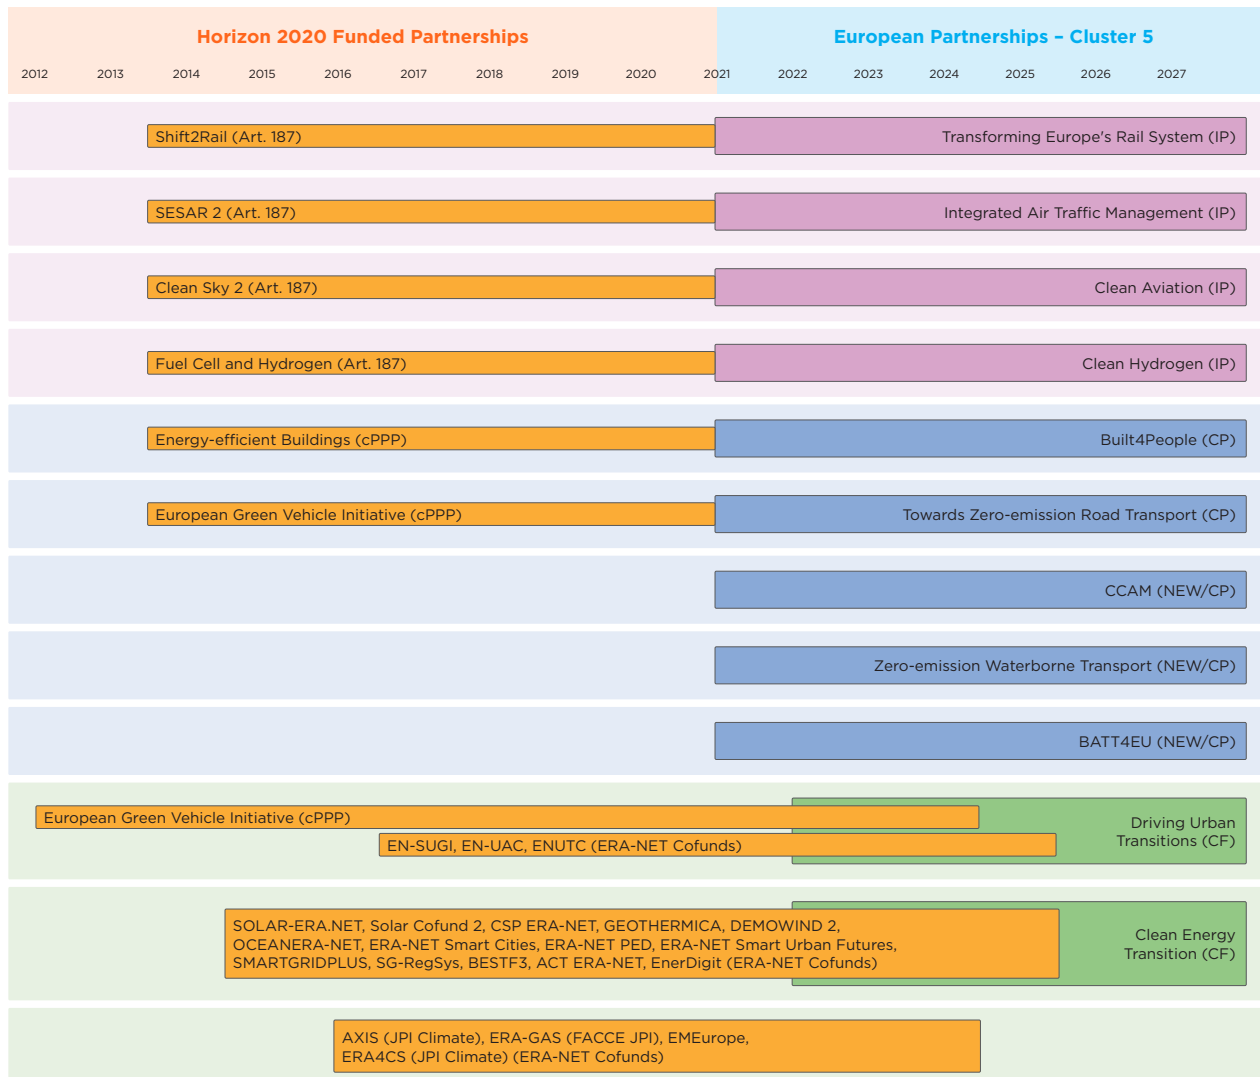 Horizon 2020 Funded Partnerships
European Partnerships – Cluster 5
2012 2013 2014 2015 2016 2017 2018 2019 2020 2021 2022 2023 2024 2025 2026 2027
Shift2Rail (Art. 187)
Transforming Europe's Rail System (IP)
SESAR 2 (Art. 187)
Integrated Air Traffic Management (IP)
Clean Sky 2 (Art. 187)
Clean Aviation (IP)
Fuel Cell and Hydrogen (Art. 187)
Clean Hydrogen (IP)
Energy-efficient Buildings (cPPP)
Built4People (CP)
European Green Vehicle Initiative (cPPP)
Towards Zero-emission Road Transport (CP)
CCAM (NEW/CP)
Zero-emission Waterborne Transport (NEW/CP)
BATT4EU (NEW/CP)
European Green Vehicle Initiative (cPPP)
EN-SUGI, EN-UAC, ENUTC (ERA-NET Cofunds)
Driving Urban
Transitions (CF)
SOLAR-ERA.NET, Solar Cofund 2, CSP ERA-NET, GEOTHERMICA, DEMOWIND 2,
OCEANERA-NET, ERA-NET Smart Cities, ERA-NET PED, ERA-NET Smart Urban Futures,
SMARTGRIDPLUS, SG-RegSys, BESTF3, ACT ERA-NET, EnerDigit (ERA-NET Cofunds)
Clean Energy
Transition (CF)
AXIS (JPI Climate), ERA-GAS (FACCE JPI), EMEurope,
ERA4CS (JPI Climate) (ERA-NET Cofunds)